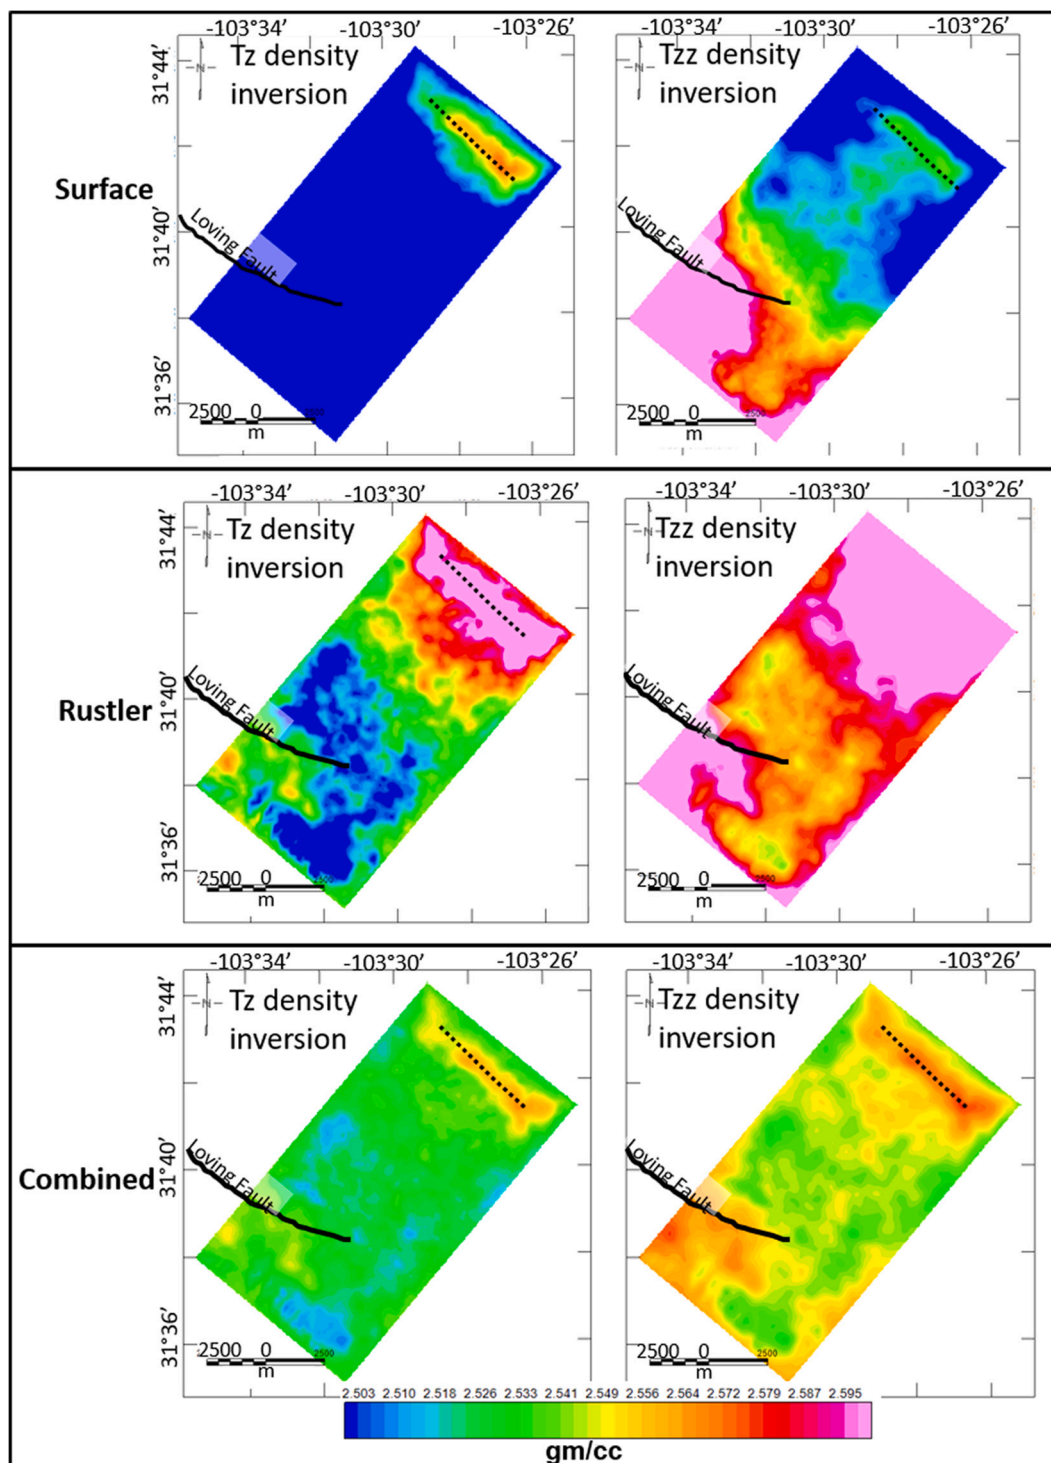 -103°34′ -103°30′ -103°26′
-103°34′ -103°30′ -103°26′
31°44′
N
Tz density
inversion
N
Tzz density
inversion
Surface
31°40′
Loving Fault
Loving Fault
31°36′
2500 0 2500
m
2500 0 2500
m
-103°34′ -103°30′ -103°26′
-103°34′ -103°30′ -103°26′
31°44′
N
Tz density
inversion
N
Tzz density
inversion
31°40′
Loving Fault
Loving Fault
Rustler
31°36′
2500 0 2500
m
2500 0 2500
m
-103°34′ -103°30′ -103°26′
-103°34′ -103°30′ -103°26′
31°44′
N
Tz density
inversion
N
Tzz density
inversion
31°40′
Loving Fault
Loving Fault
Combined
31°36′
2500 0 2500
m
2500 0 2500
m
2.503 2.510 2.518 2.526 2.533 2.541 2.549 2.556 2.564 2.572 2.579 2.587 2.595
gm/cc